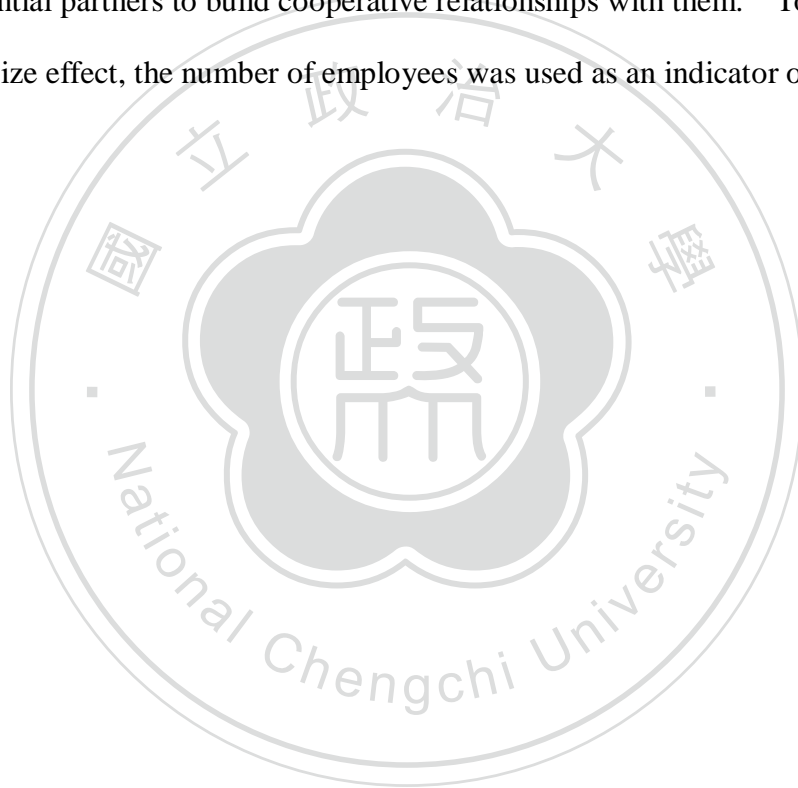 ntial partners to build cooperative relationships with them. To
ize effect, the number of employees was used as an indicator o
國立政治大學
政大
National Chengchi University